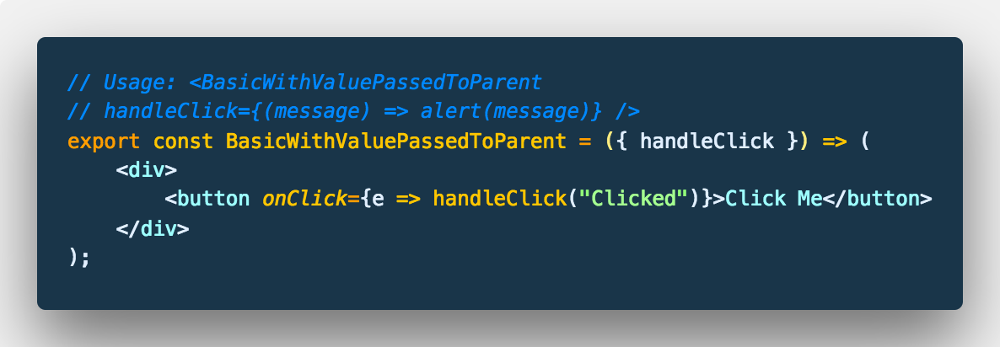 // Usage: <BasicWithValuePassedToParent
// handleClick={(message) => alert(message)} />
export const BasicWithValuePassedToParent = ({ handleClick }) => (
    <div>
        <button onClick={e => handleClick("Clicked")}>Click Me</button>
    </div>
);